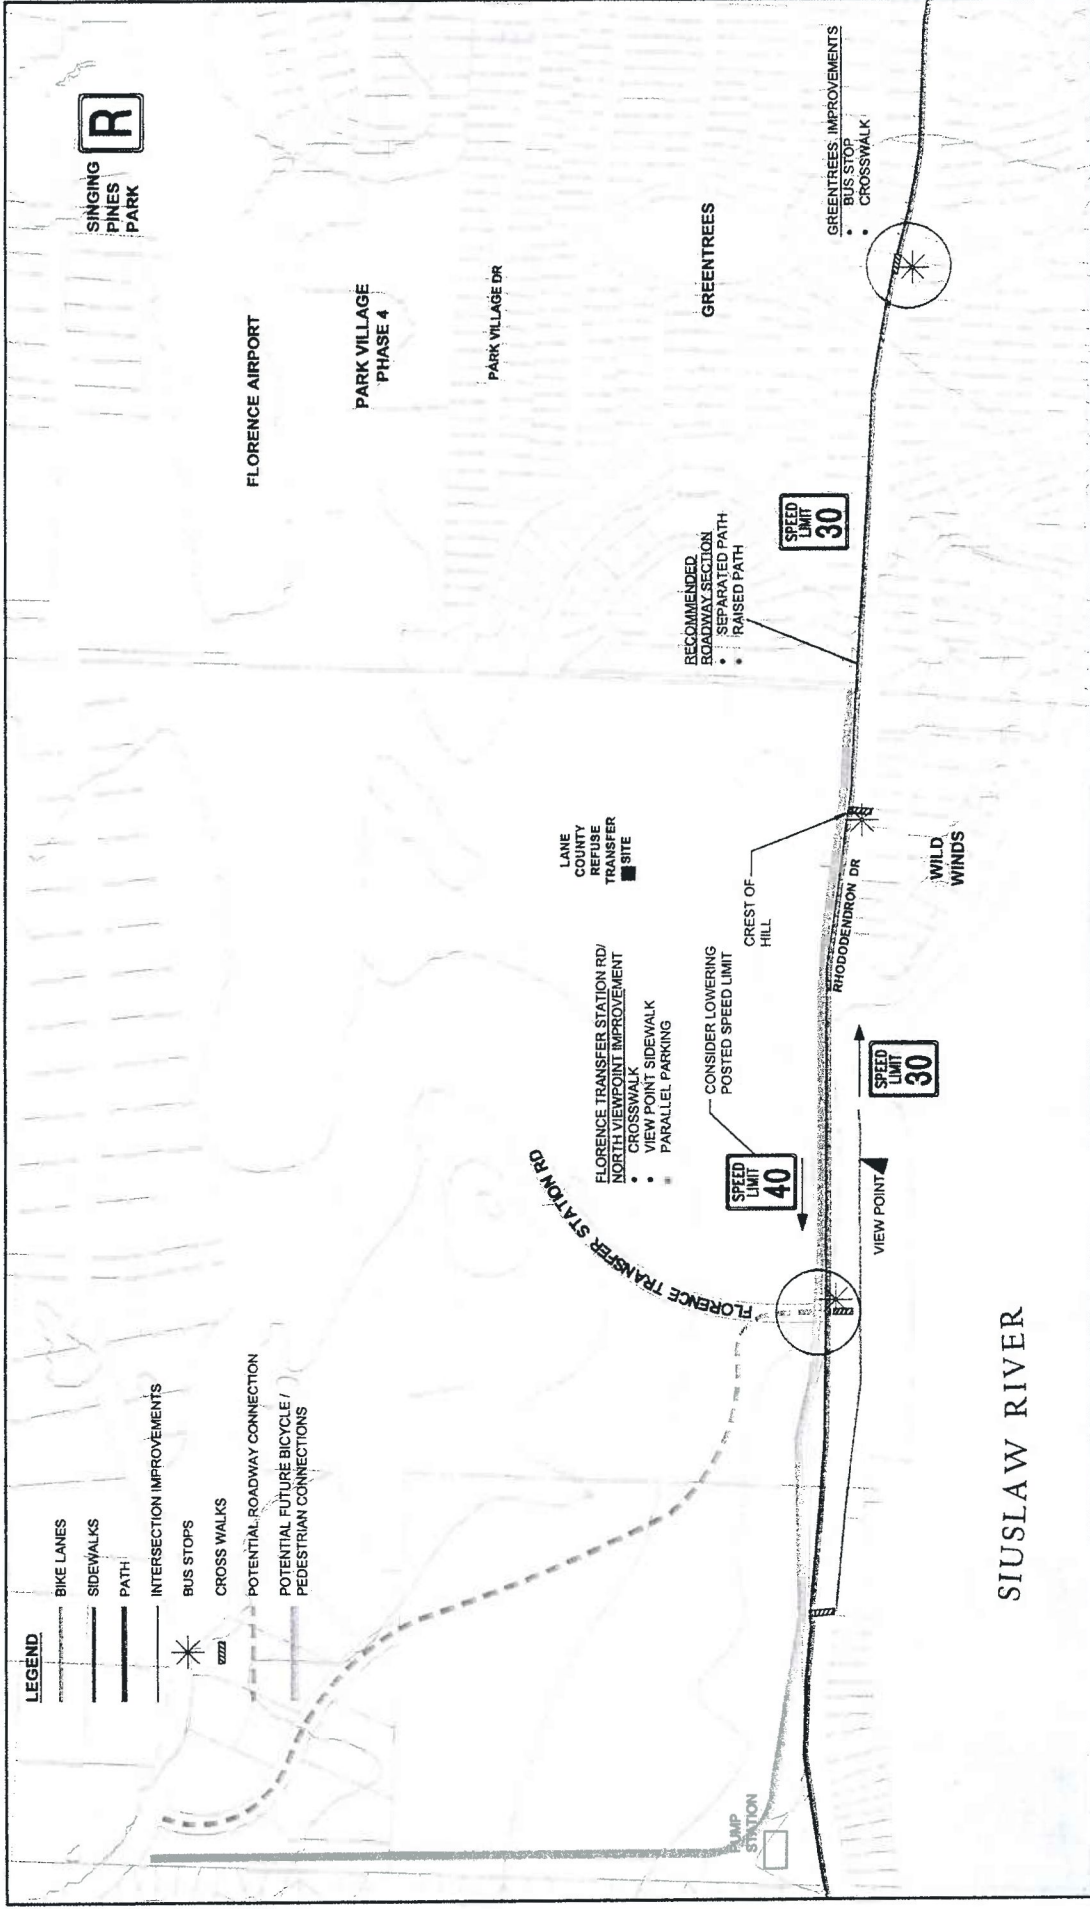 LEGEND
BIKE LANES
SIDEWALKS
PATH
INTERSECTION IMPROVEMENTS
BUS STOPS
CROSS WALKS
POTENTIAL ROADWAY CONNECTION
POTENTIAL FUTURE BICYCLE /
PEDESTRIAN CONNECTIONS
SINGING
PINES
PARK
R
FLORENCE AIRPORT
PARK VILLAGE
PHASE 4
PARK VILLAGE DR
GREENTREES
GREENTREES IMPROVEMENTS
• BUS STOP
• CROSSWALK
RECOMMENDED
ROADWAY SECTION
• SEPARATED PATH
• RAISED PATH
SPEED
LIMIT
30
LANE
COUNTY
REFUSE
TRANSFER
SITE
CREST OF
HILL
RHODODENDRON DR
WILD
WINDS
FLORENCE TRANSFER STATION RD/
NORTH VIEWPOINT IMPROVEMENT
• CROSSWALK
• VIEW POINT SIDEWALK
• PARALLEL PARKING
FLORENCE TRANSFER STATION RD
CONSIDER LOWERING
POSTED SPEED LIMIT
SPEED
LIMIT
40
SPEED
LIMIT
30
VIEW POINT
PUMP
STATION
SIUSLAW RIVER